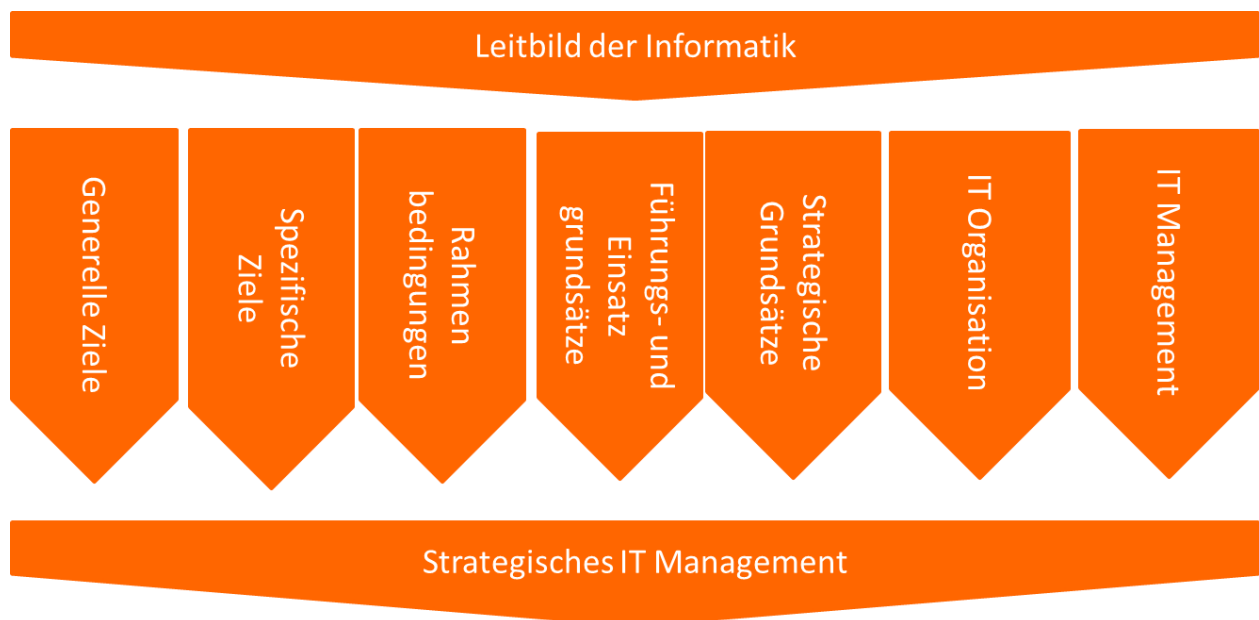 Leitbild der Informatik
Generelle Ziele
Spezifische
Ziele
Rahmen
bedingungen
Führungs- und
Einsatz
grundsätze
Strategische
Grundsätze
IT Organisation
IT Management
Strategisches IT Management